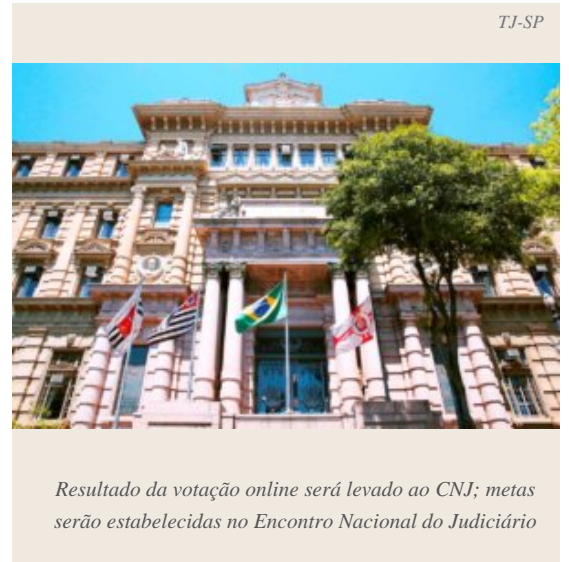 TJ-SP
Resultado da votação online será levado ao CNJ; metas
serão estabelecidas no Encontro Nacional do Judiciário